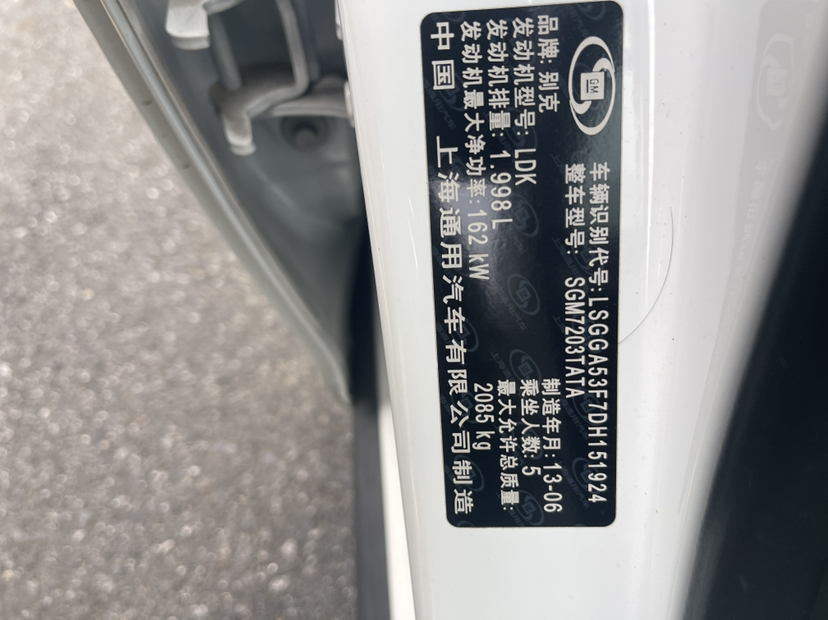 GM
车辆识别代号:LSGGA53F7DH151924
整车型号: SGM7203TATA
品牌: 别克
制造年月: 13-06
发动机型号: LDK
乘坐人数: 5
发动机排量: 1.998 L
最大允许总质量:
发动机最大净功率:162 kW
2085 kg
中国 上海通用汽车有限公司制造